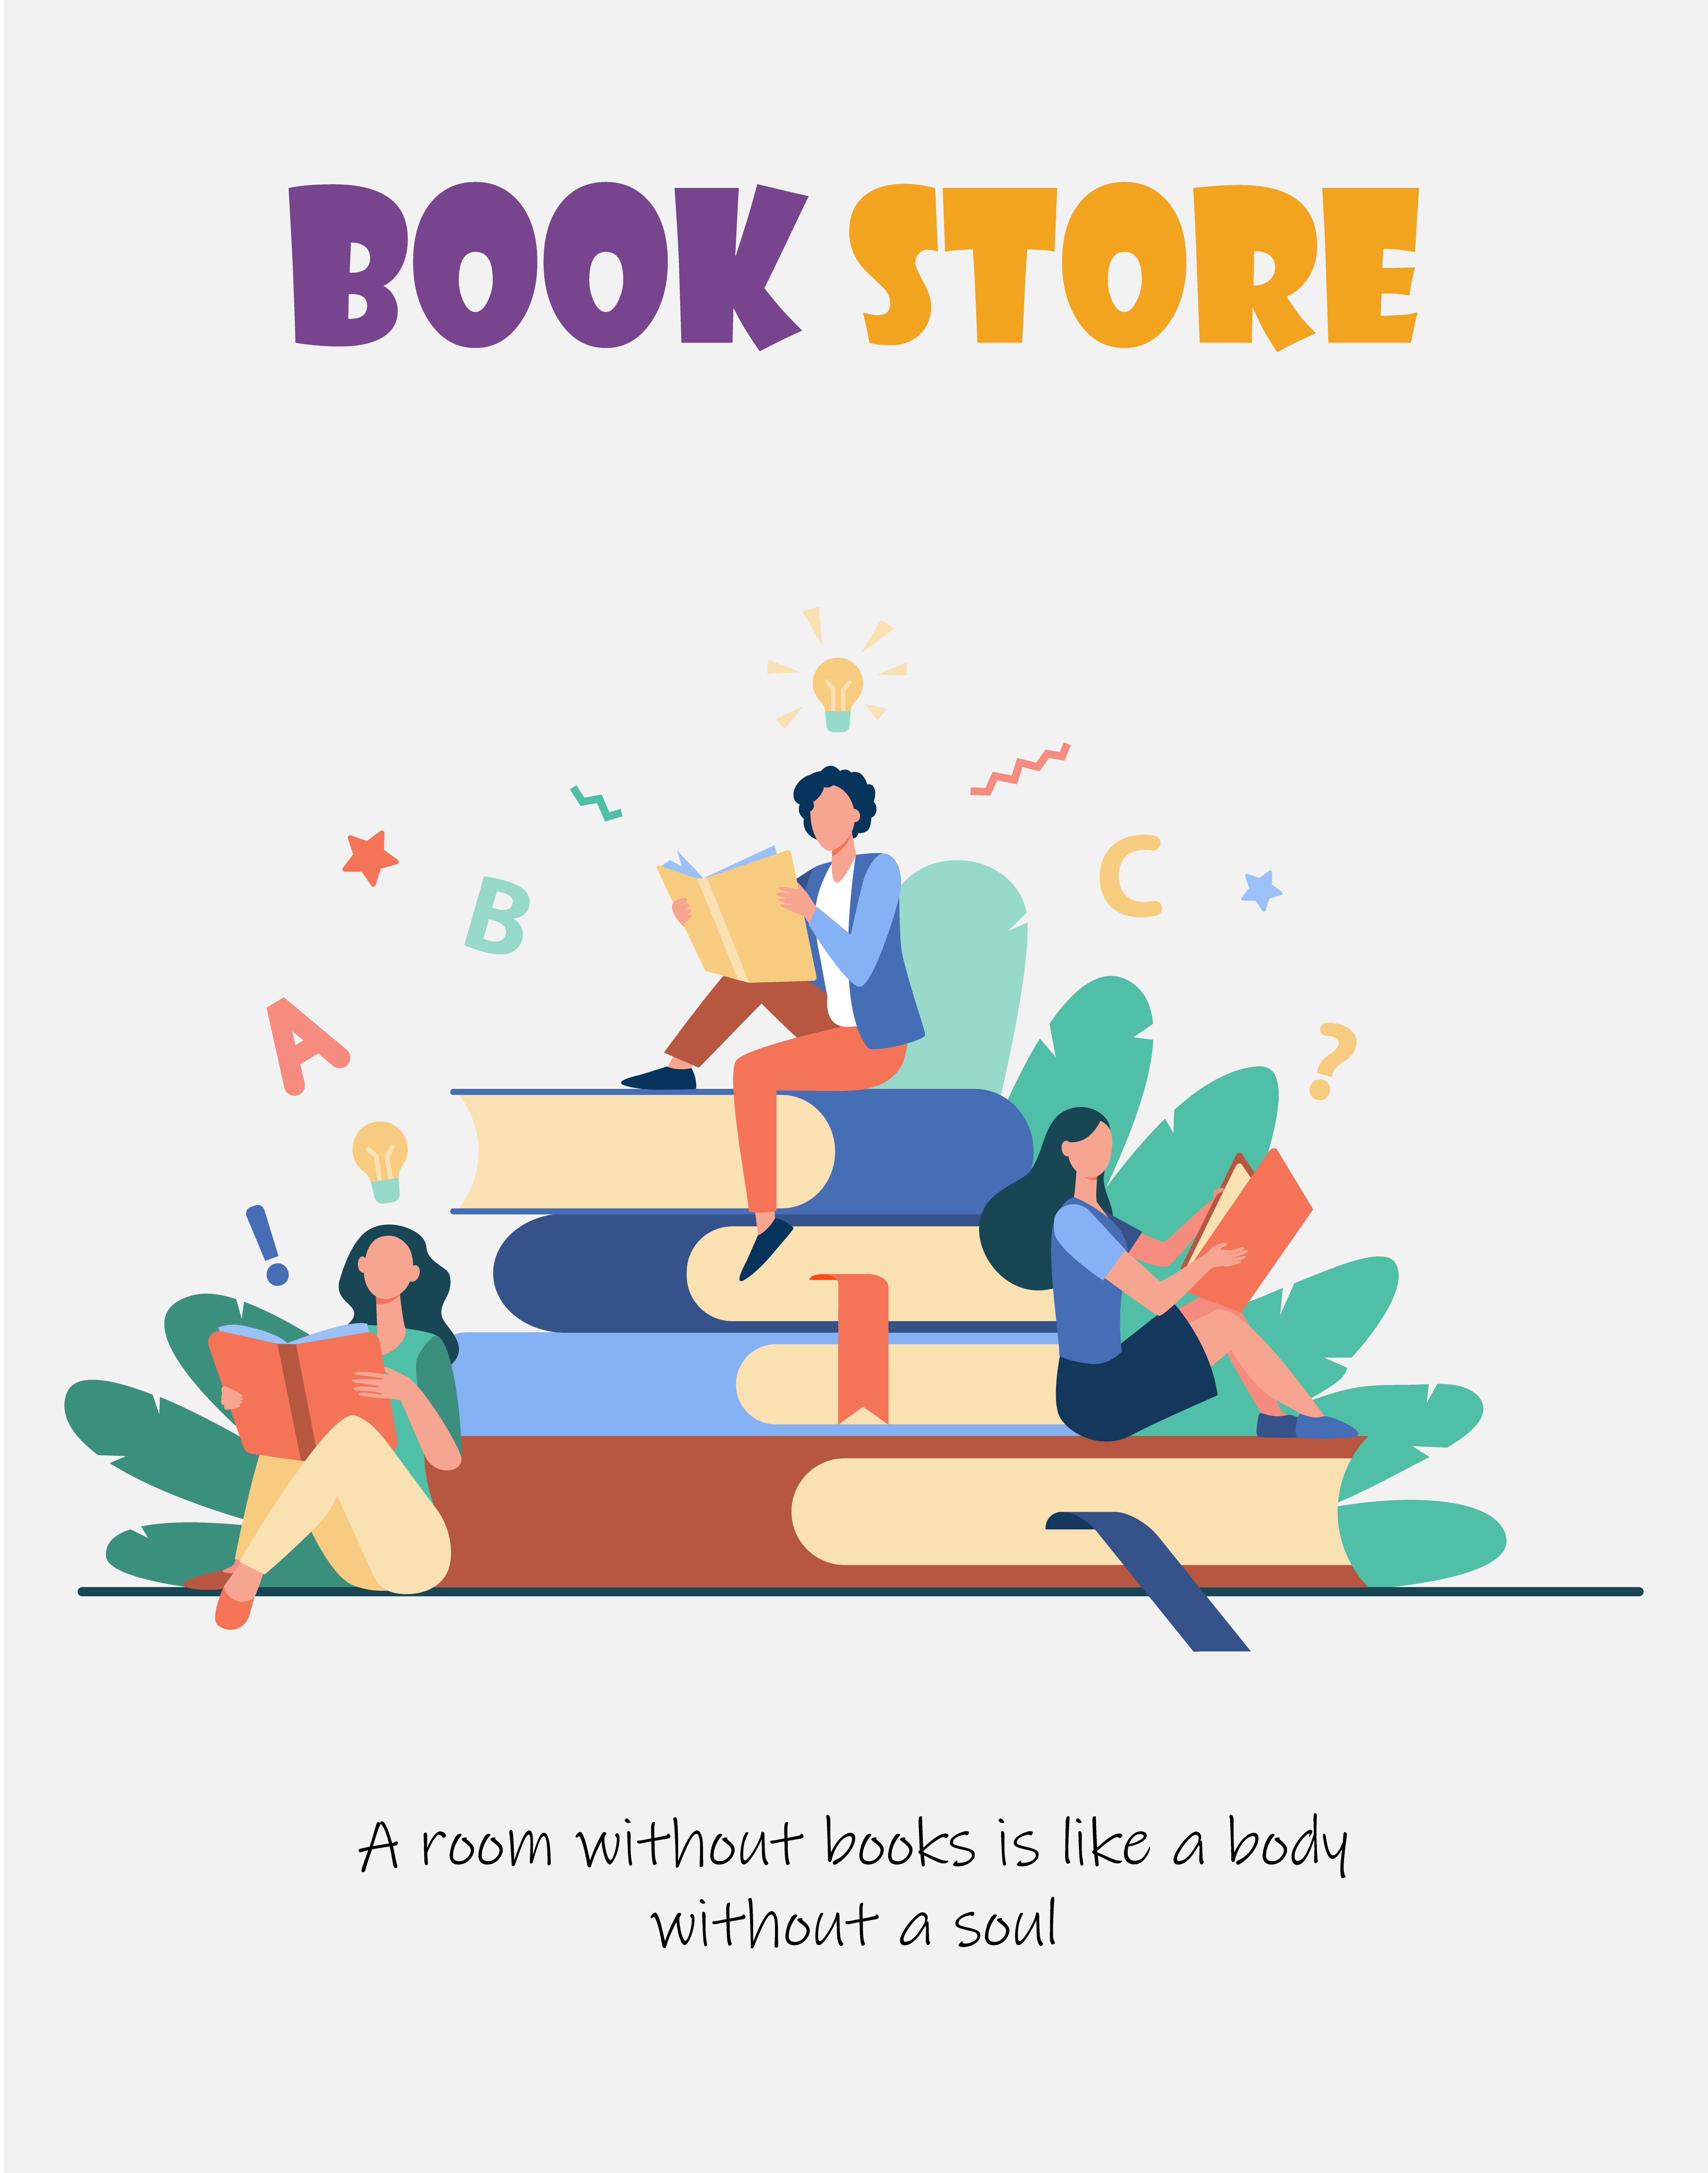 BOOK STORE
B
C
A
?
!
A room without books is like a body
without a soul